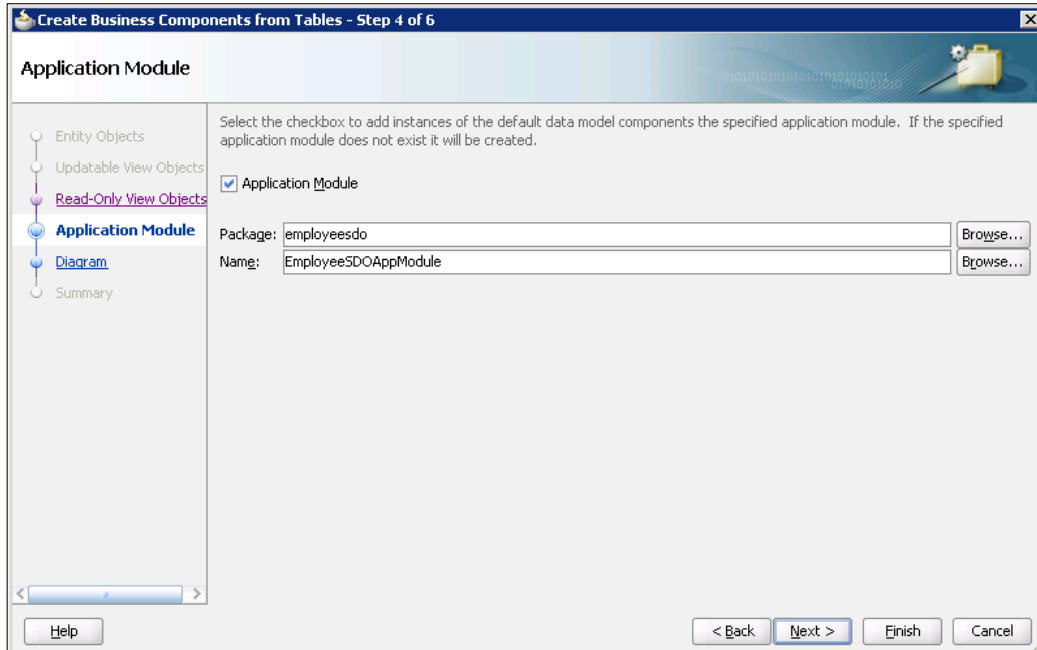 Create Business Components from Tables - Step 4 of 6
Application Module
Entity Objects
Updatable View Objects
Read-Only View Objects
Application Module
Diagram
Summary
Select the checkbox to add instances of the default data model components the specified application module. If the specified
application module does not exist it will be created.
Application Module
Package: employeesdo Browse...
Name: EmployeeSDOAppModule Browse...
Help < Back Next > Finish Cancel